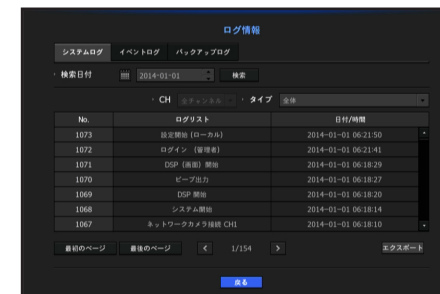 ログ情報
システムログ イベントログ バックアップログ
検索日付 2014-01-01 検索
CH 全チャンネル タイプ 全体
No. ログリスト 日付/時間
1073 設定開始 (ローカル) 2014-01-01 06:21:50
1072 ログイン (管理者) 2014-01-01 06:21:41
1071 DSP (画面) 開始 2014-01-01 06:18:29
1070 ビープ出力 2014-01-01 06:18:27
1069 DSP 開始 2014-01-01 06:18:20
1068 システム開始 2014-01-01 06:18:14
1067 ネットワークカメラ接続 CH1 2014-01-01 06:18:10
最初のページ 最後のページ < 1/154 > エクスポート
戻る